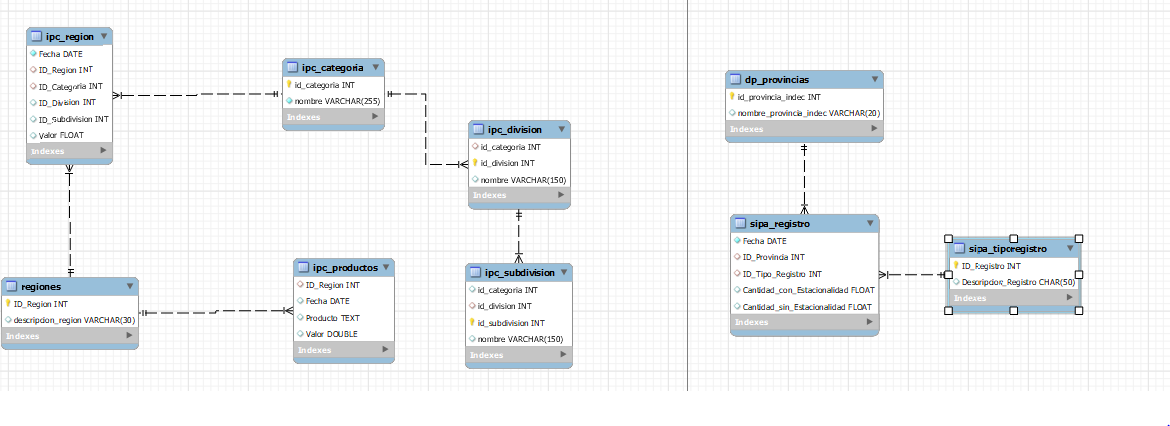 ipc_region
Fecha DATE
ID_Region INT
ID_Categoria INT
ID_Division INT
ID_Subdivision INT
Valor FLOAT
Indexes
ipc_categoria
id_categoria INT
nombre VARCHAR(255)
Indexes
ipc_division
id_categoria INT
id_division INT
nombre VARCHAR(150)
Indexes
regiones
ID_Region INT
descripcion_region VARCHAR(30)
Indexes
ipc_productos
ID_Region INT
Fecha DATE
Producto TEXT
Valor DOUBLE
Indexes
ipc_subdivision
id_categoria INT
id_division INT
id_subdivision INT
nombre VARCHAR(150)
Indexes
dp_provincias
id_provincia_indec INT
nombre_provincia_indec VARCHAR(20)
Indexes
sipa_registro
Fecha DATE
ID_Provincia INT
ID_Tipo_Registro INT
Cantidad_con_Estacionalidad FLOAT
Cantidad_sin_Estacionalidad FLOAT
Indexes
sipa_tiporegistro
ID_Registro INT
Descripcion_Registro CHAR(50)
Indexes